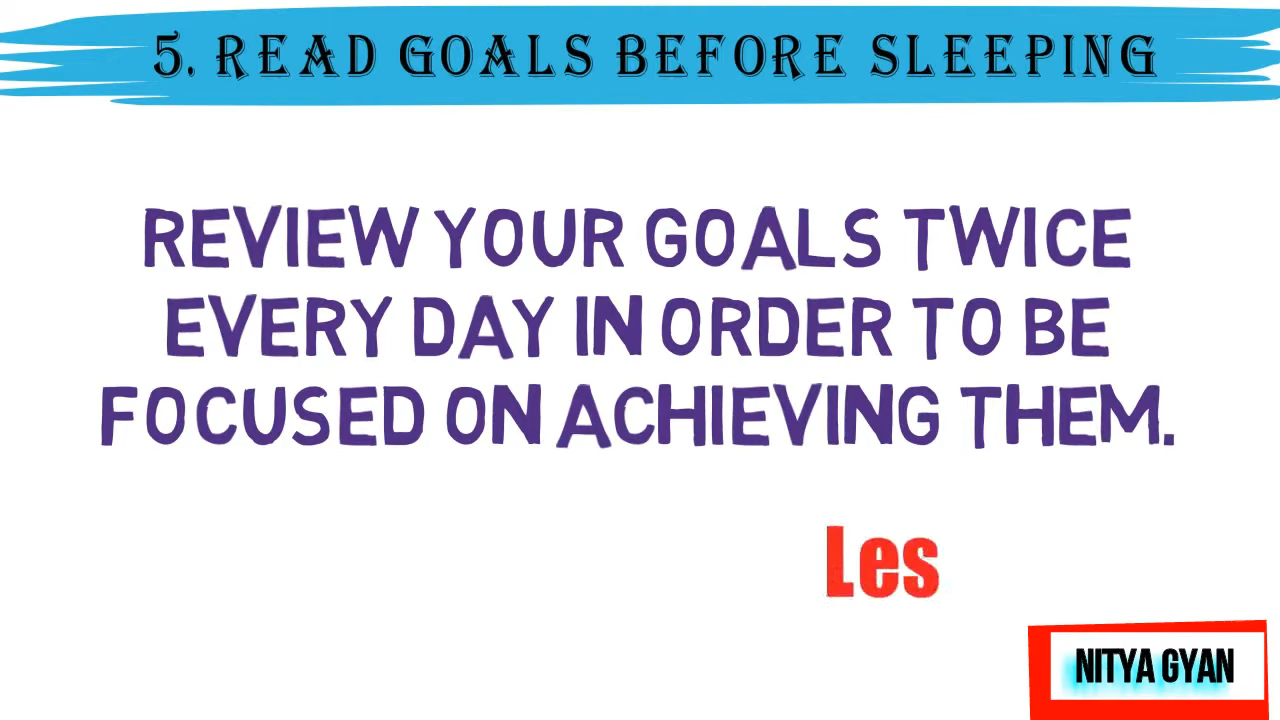 5. READ GOALS BEFORE SLEEPING
REVIEW YOUR GOALS TWICE
EVERY DAY IN ORDER TO BE
FOCUSED ON ACHIEVING THEM.
Les
NITYA GYAN